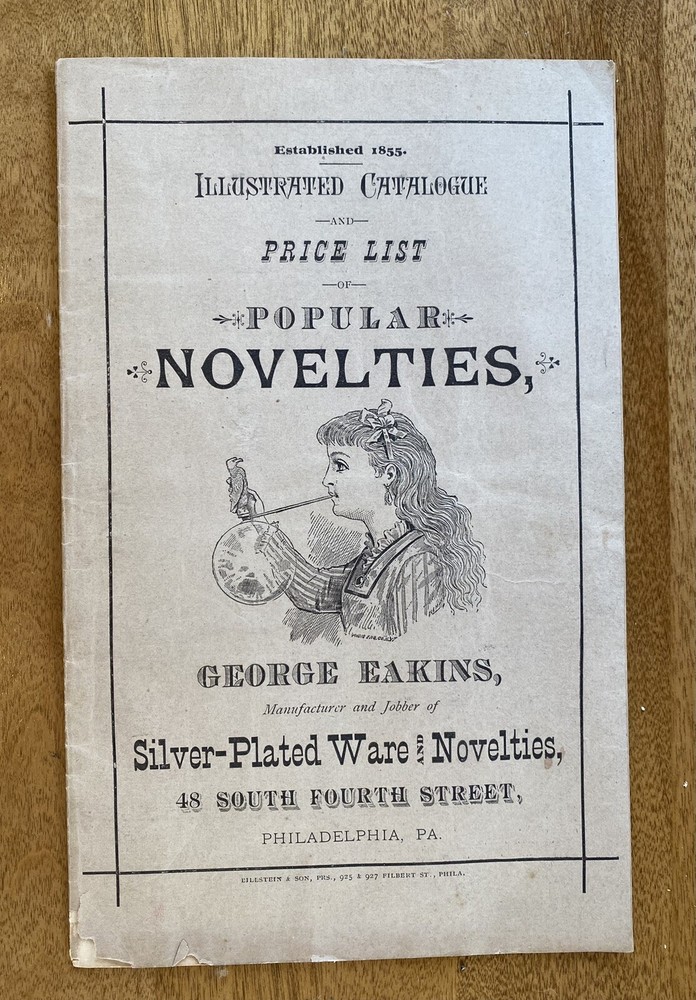 Established 1855.
ILLUSTRATED CATALOGUE
—AND—
PRICE LIST
—OF—
POPULAR
NOVELTIES,
GEORGE EAKINS,
Manufacturer and Jobber of
Silver-Plated Ware AND Novelties,
48 SOUTH FOURTH STREET,
PHILADELPHIA, PA.
& SON, PRS., 925 & 927 FILBERT ST., PHILA.